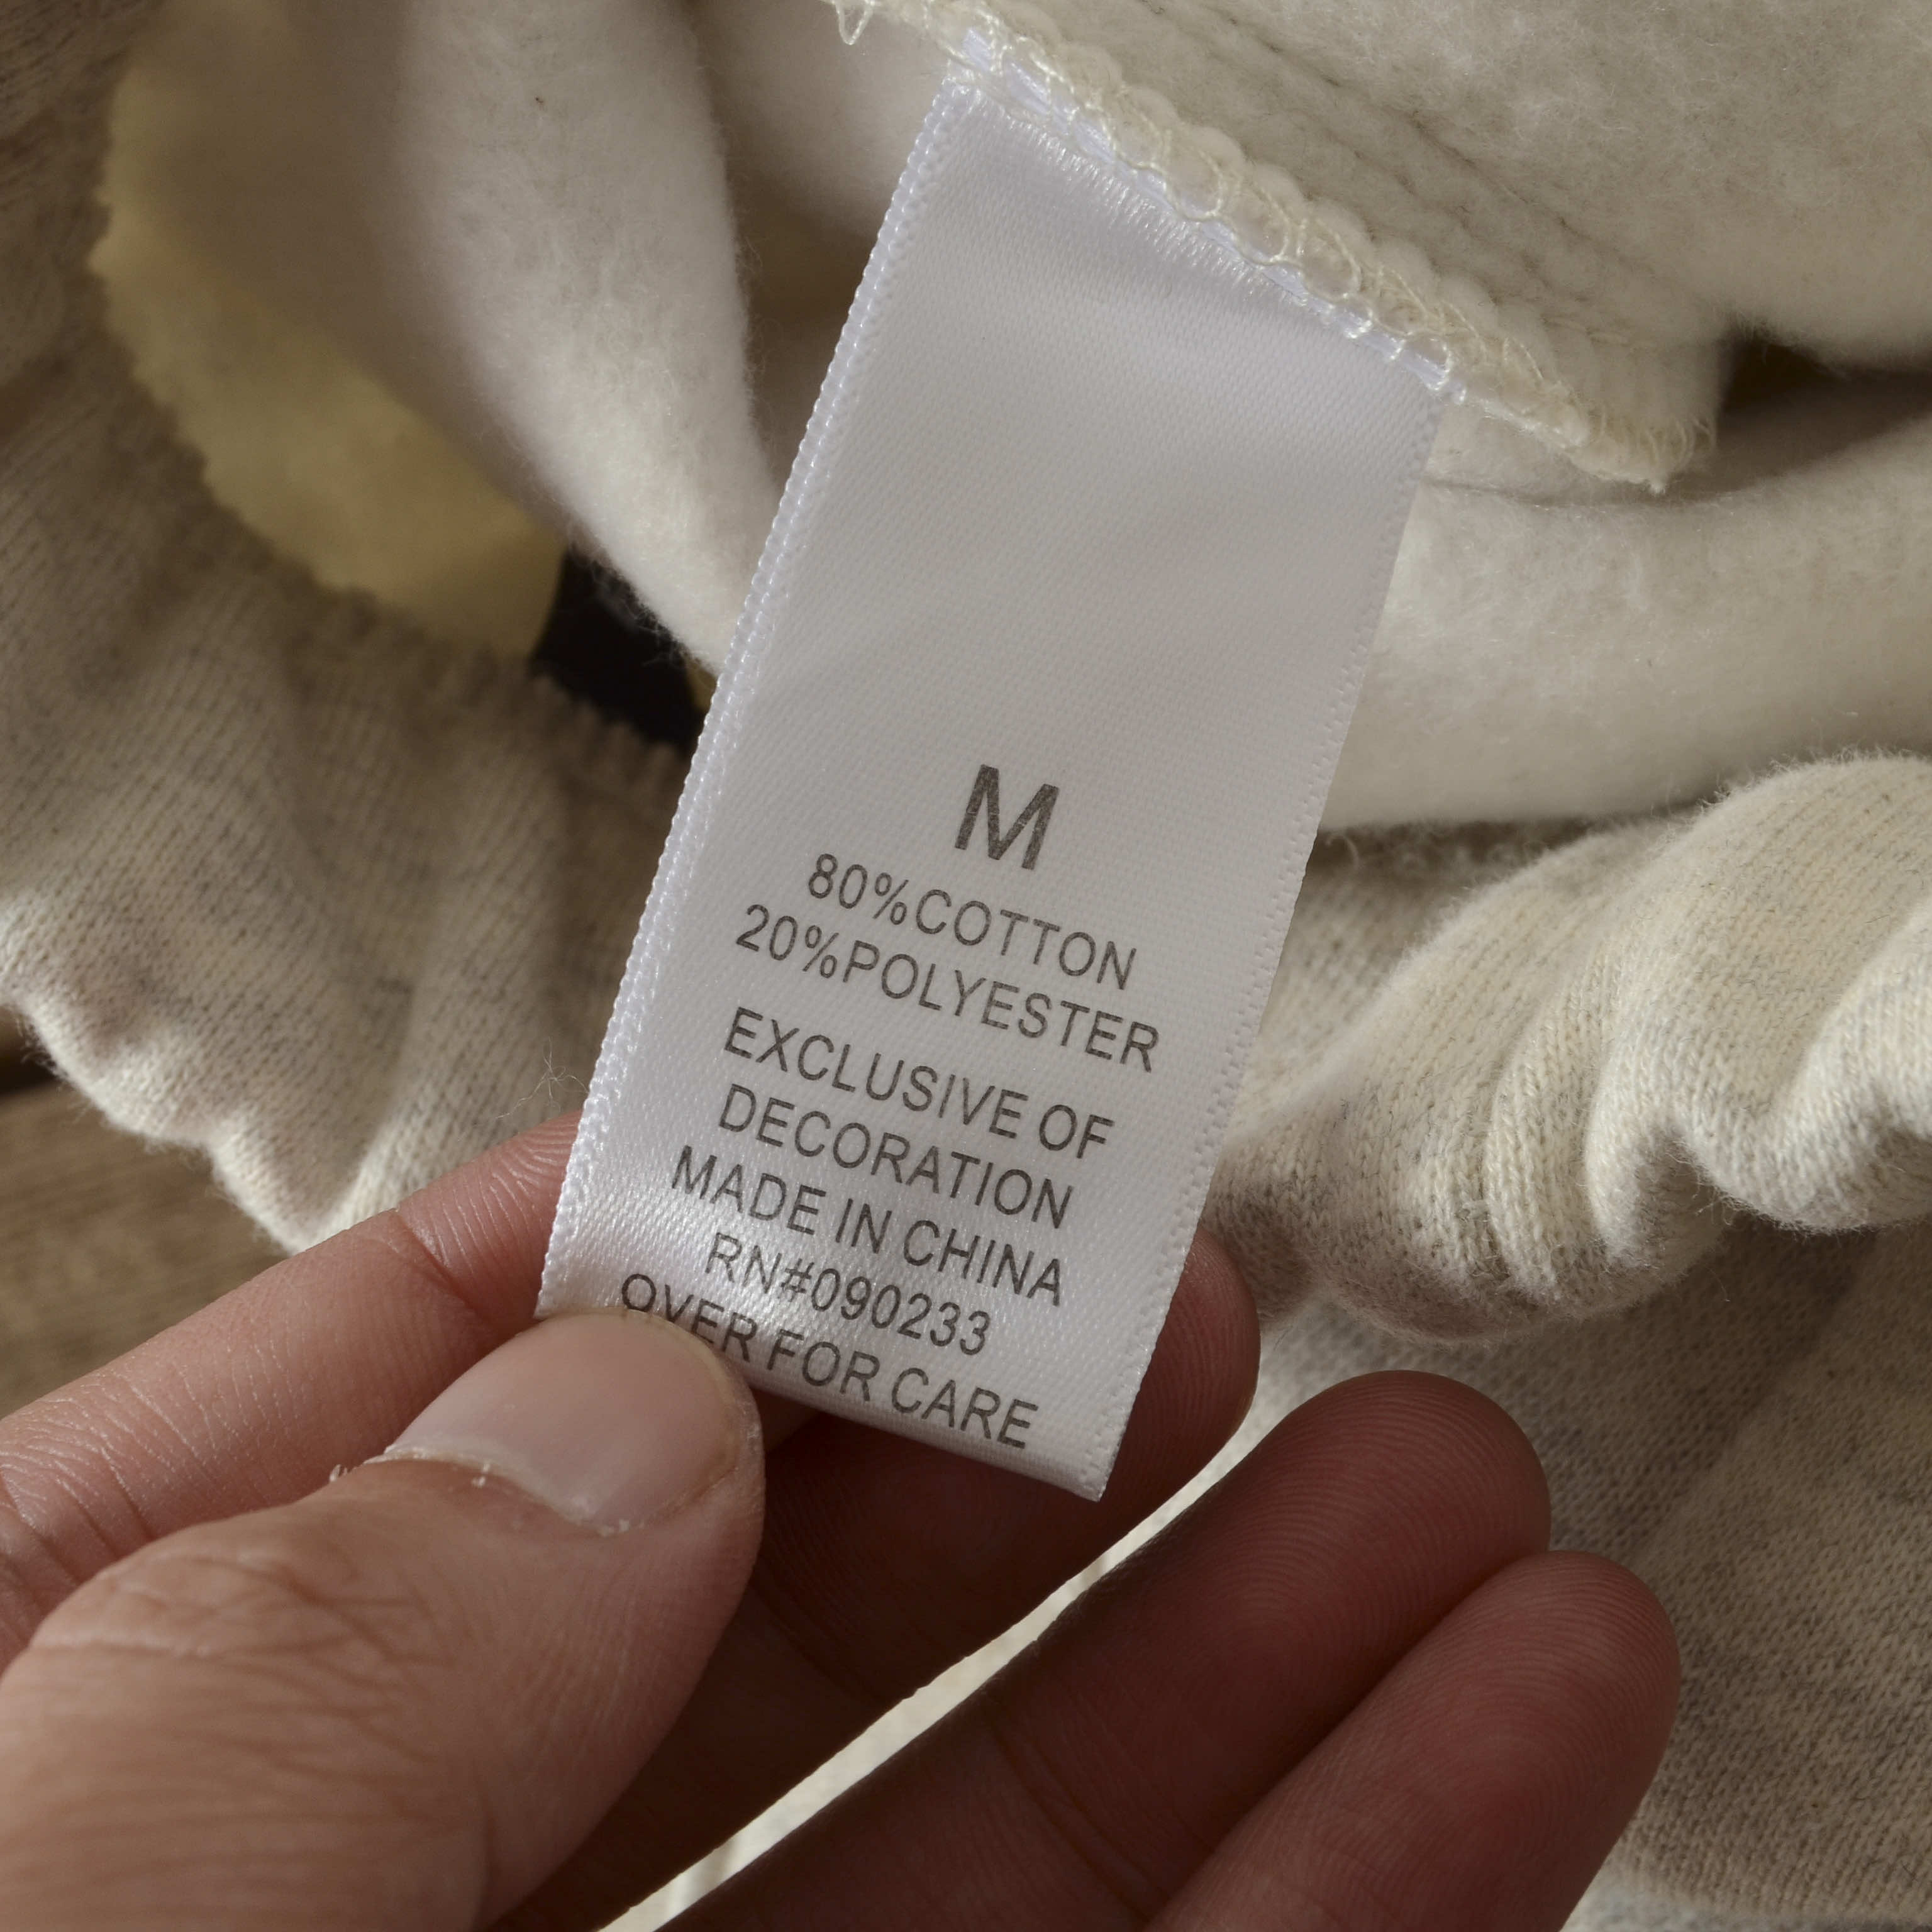 M
80%COTTON
20%POLYESTER
EXCLUSIVE OF
DECORATION
MADE IN CHINA
RN#090233
OVER FOR CARE